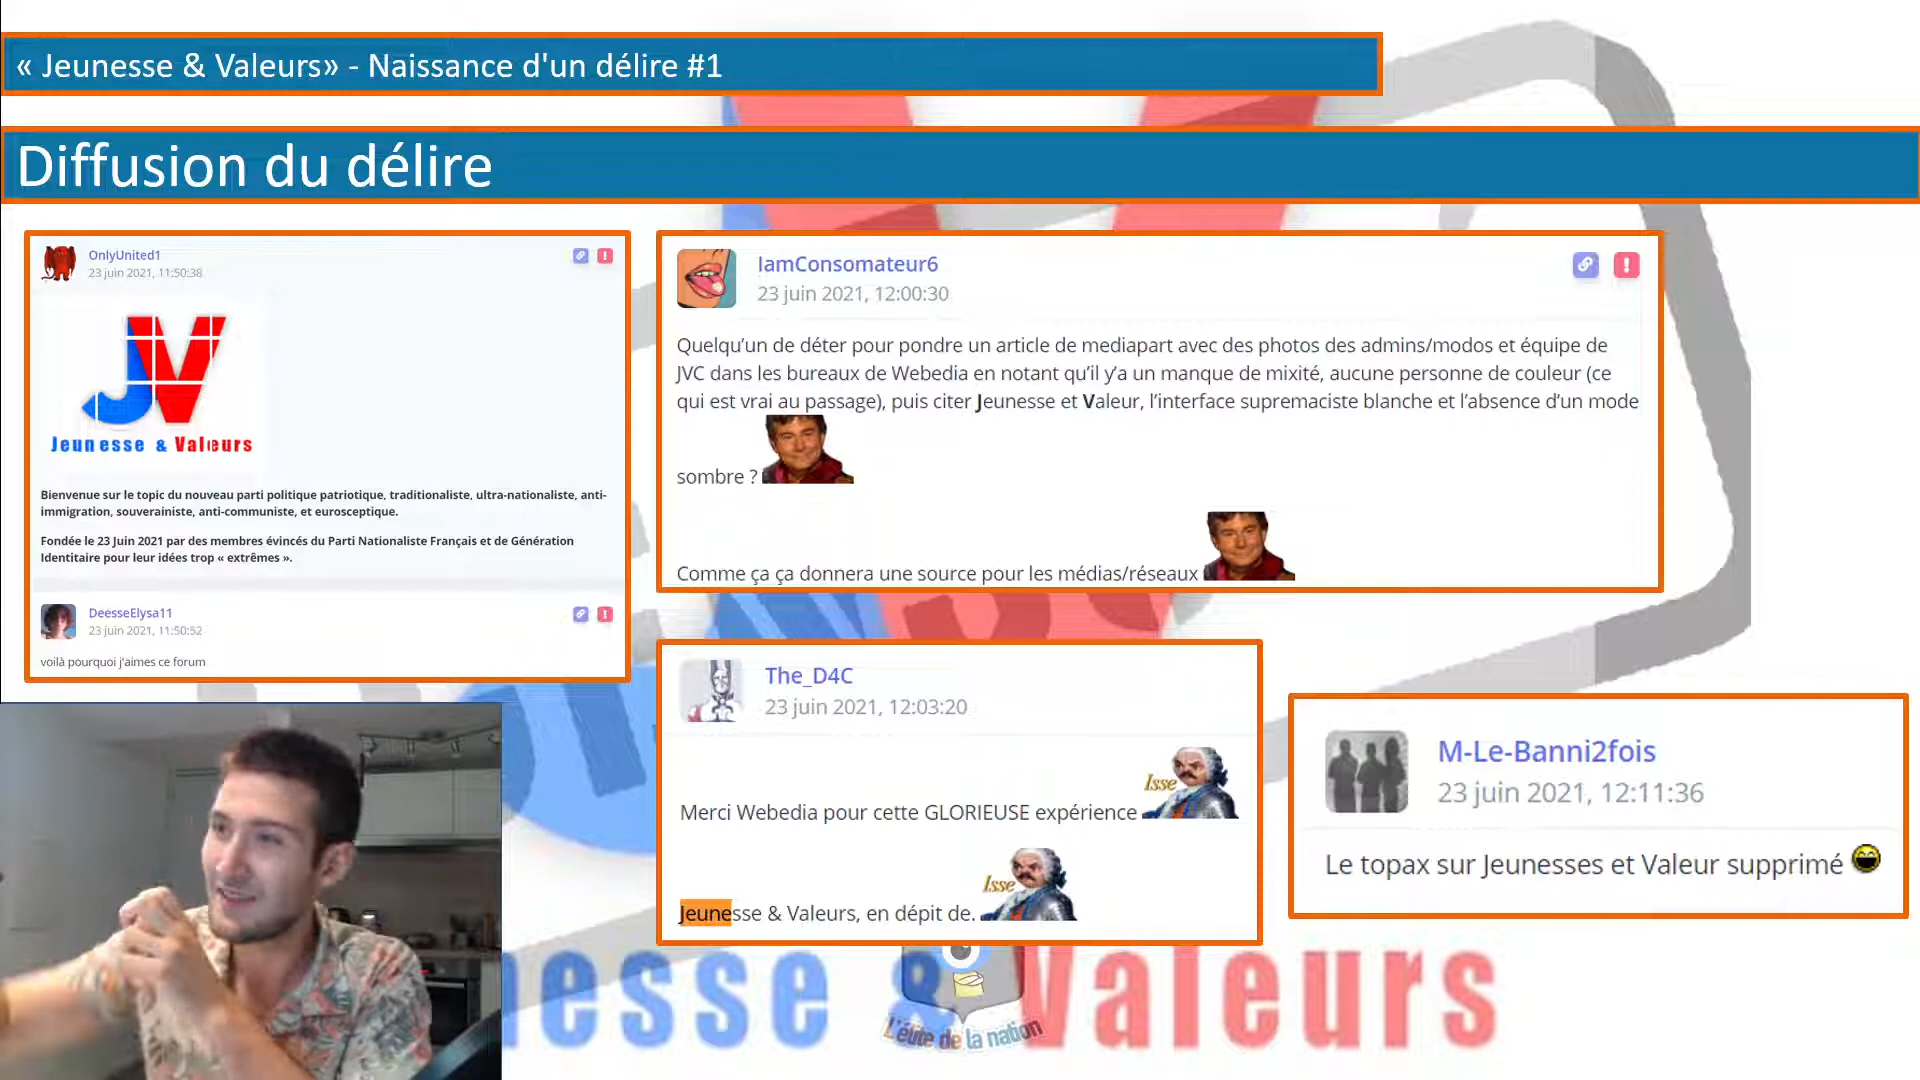 « Jeunesse & Valeurs» - Naissance d'un délire #1
Diffusion du délire
OnlyUnited1
23 juin 2021, 11:50:38
JV
Jeunesse & Valeurs
Bienvenue sur le topic du nouveau parti politique patriotique, traditionaliste, ultra-nationaliste, anti-
immigration, souverainiste, anti-communiste, et eurosceptique.
Fondée le 23 Juin 2021 par des membres évincés du Parti Nationaliste Français et de Génération
Identitaire pour leur idées trop « extrêmes ».
DeesseElysa11
23 juin 2021, 11:50:52
voilà pourquoi j'aimes ce forum
IamConsomateur6
23 juin 2021, 12:00:30
Quelqu'un de déter pour pondre un article de mediapart avec des photos des admins/modos et équipe de
JVC dans les bureaux de Webedia en notant qu'il y'a un manque de mixité, aucune personne de couleur (ce
qui est vrai au passage), puis citer Jeunesse et Valeur, l'interface supremaciste blanche et l'absence d'un mode
sombre ?
Comme ça ça donnera une source pour les médias/réseaux
The_D4C
23 juin 2021, 12:03:20
Isse
Merci Webedia pour cette GLORIEUSE expérience
Isse
Jeunesse & Valeurs, en dépit de.
M-Le-Banni2fois
23 juin 2021, 12:11:36
Le topax sur Jeunesses et Valeur supprimé
nesse & Valeurs
L'élite de la nation